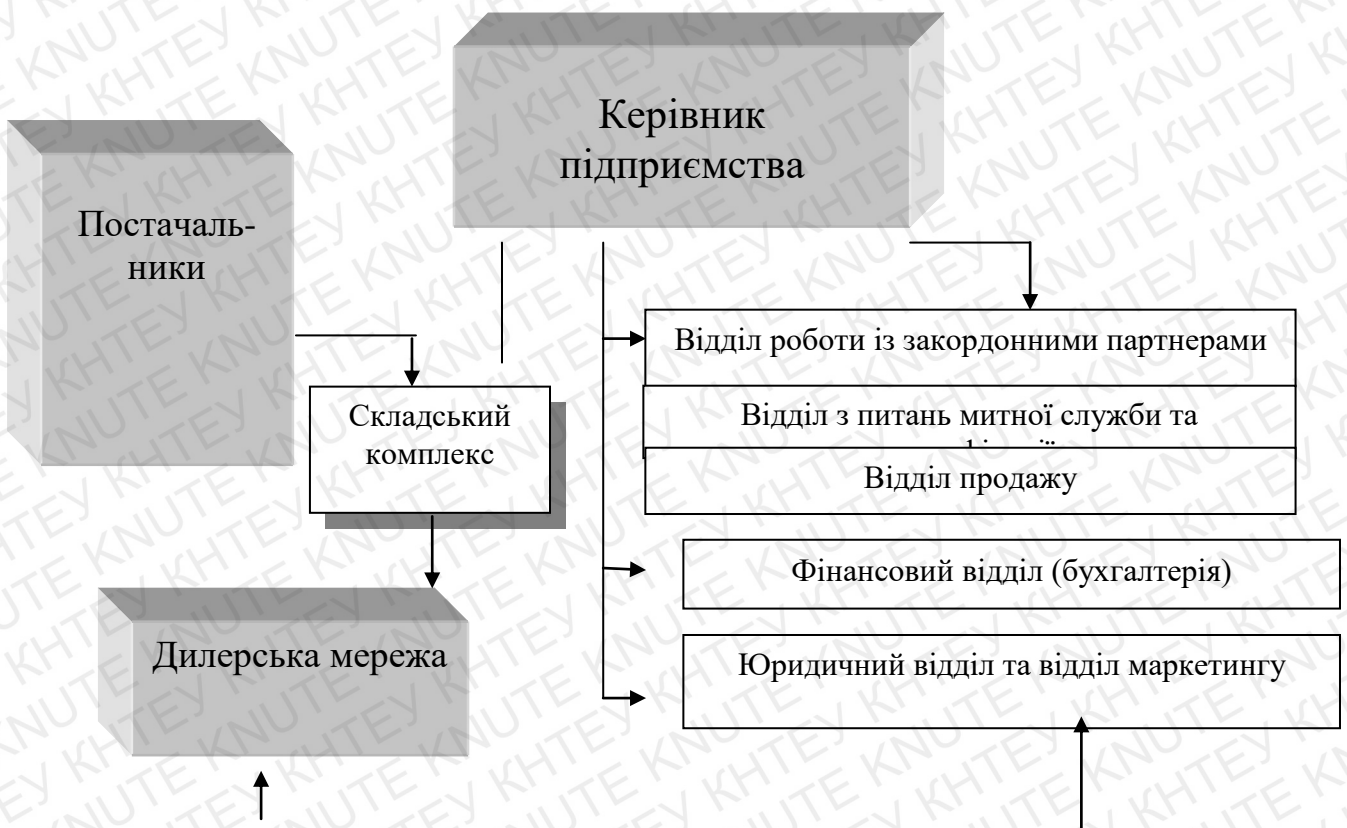 Керівник
підприємства
Постачаль-
ники
Відділ роботи із закордонними партнерами
Складський
комплекс
Відділ з питань митної служби та
Відділ продажу
Фінансовий відділ (бухгалтерія)
Дилерська мережа
Юридичний відділ та відділ маркетингу